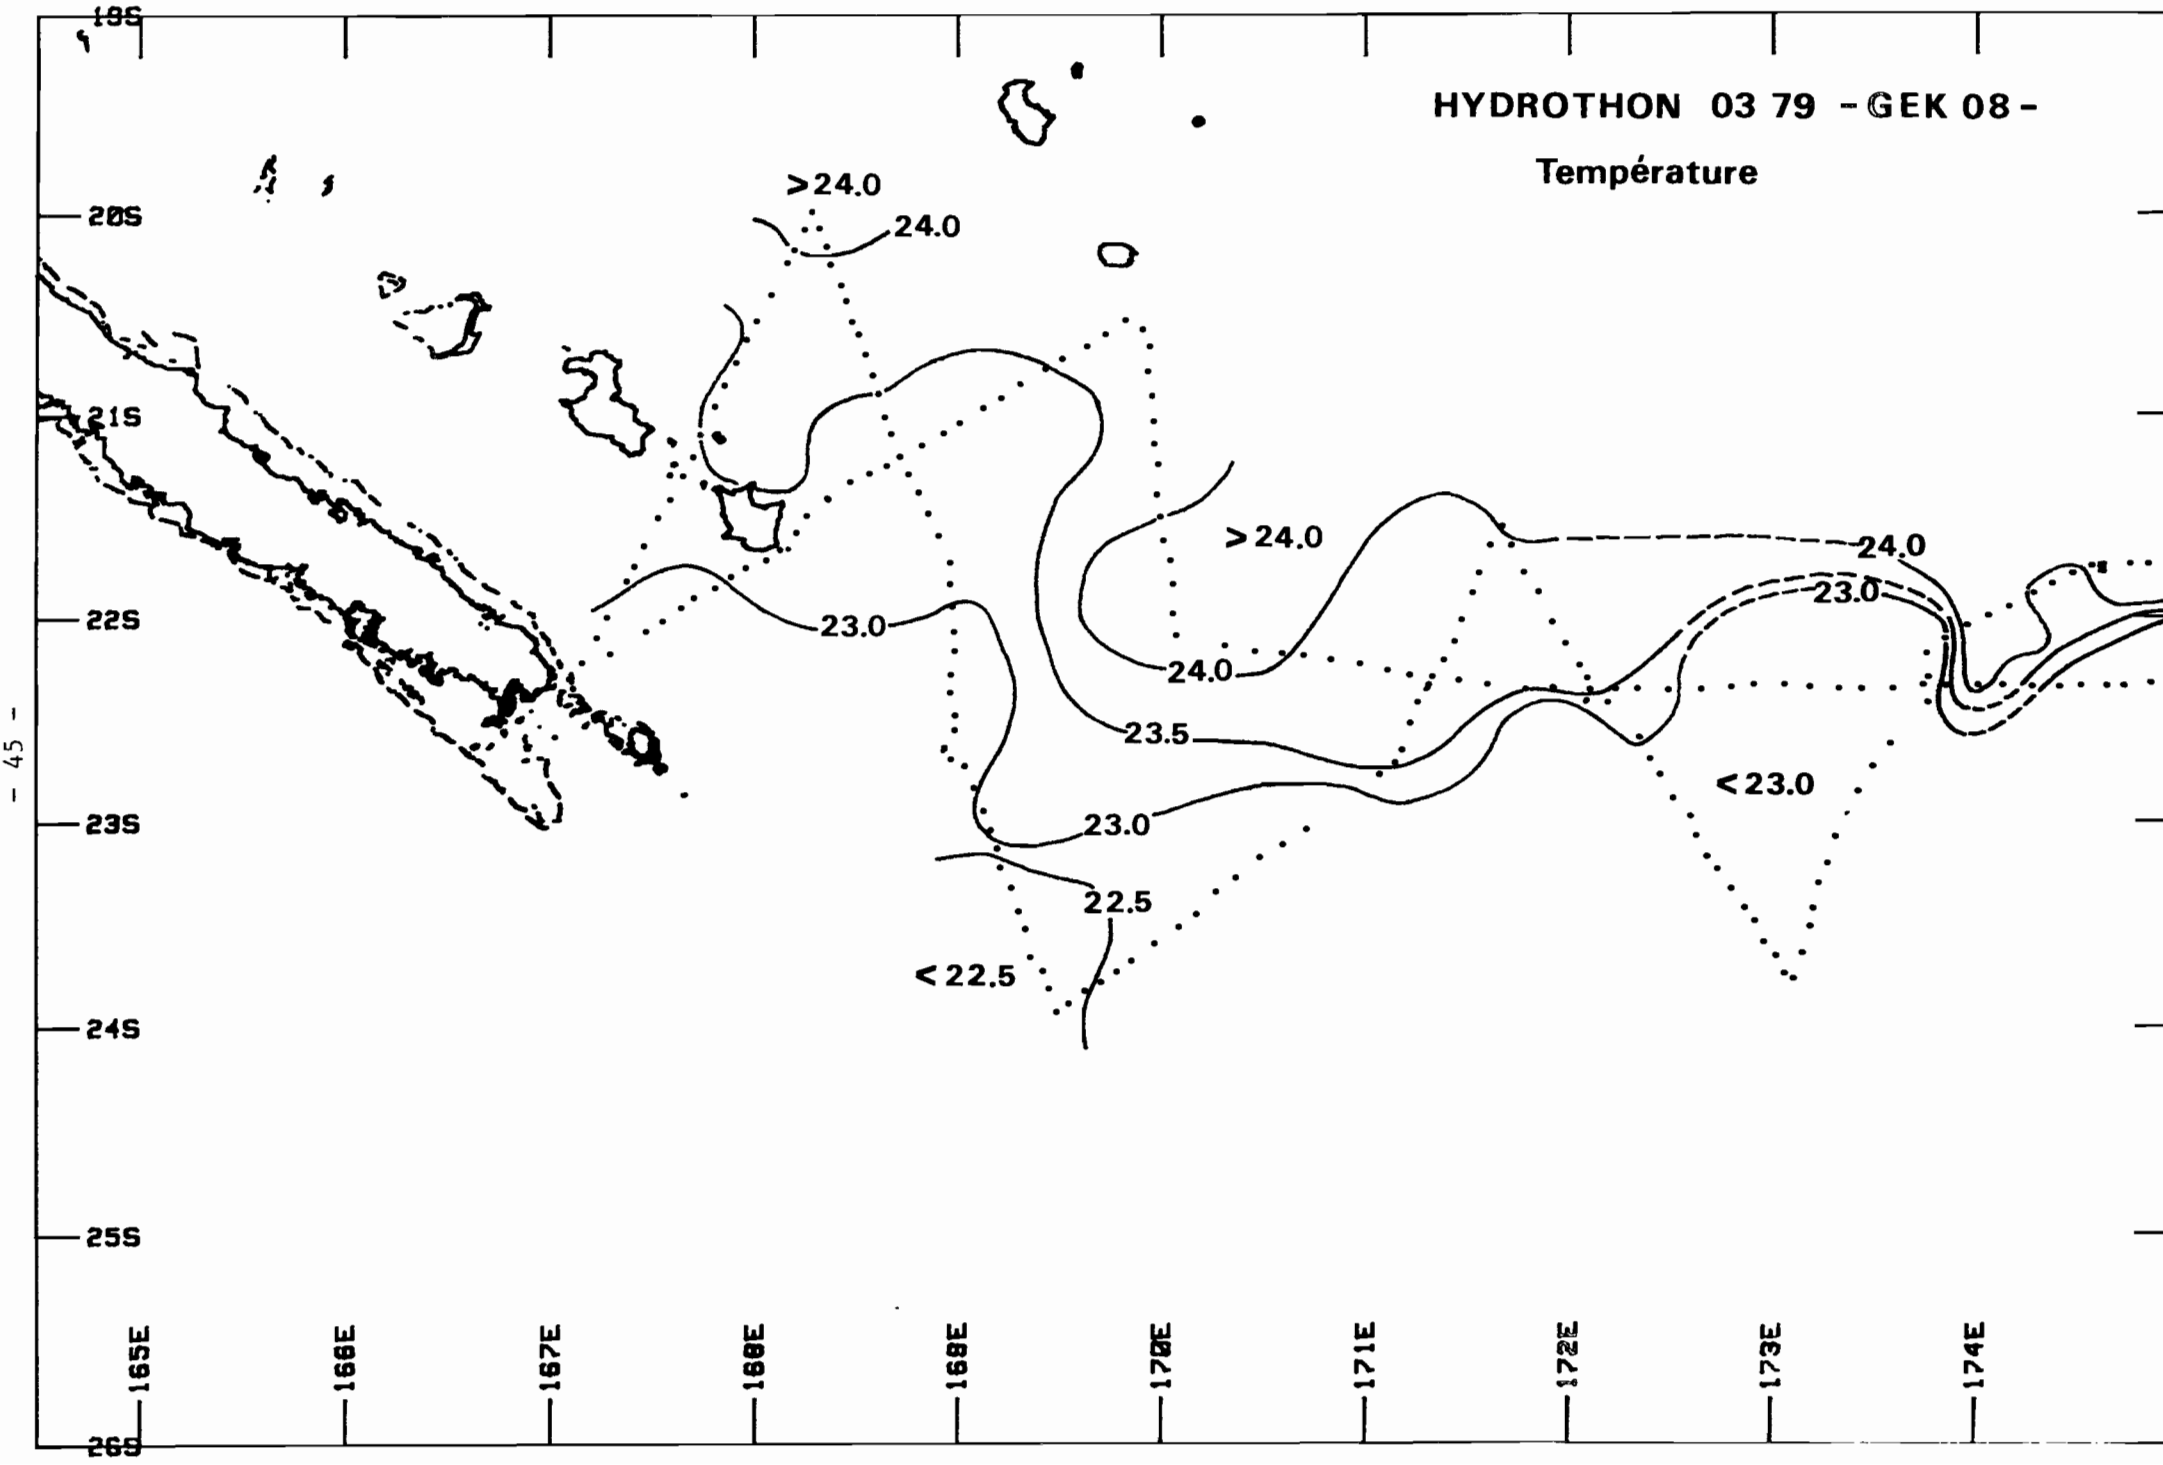 19S
HYDROTHON 03 79 -GEK 08-
Température
>24.0
20S
24.0
21S
>24.0
24.0
23.0
22S
23.0
24.0
23.5
- 45 -
<23.0
23S
23.0
22.5
<22.5
24S
25S
165E
166E
167E
168E
169E
170E
171E
172E
173E
174E
26S